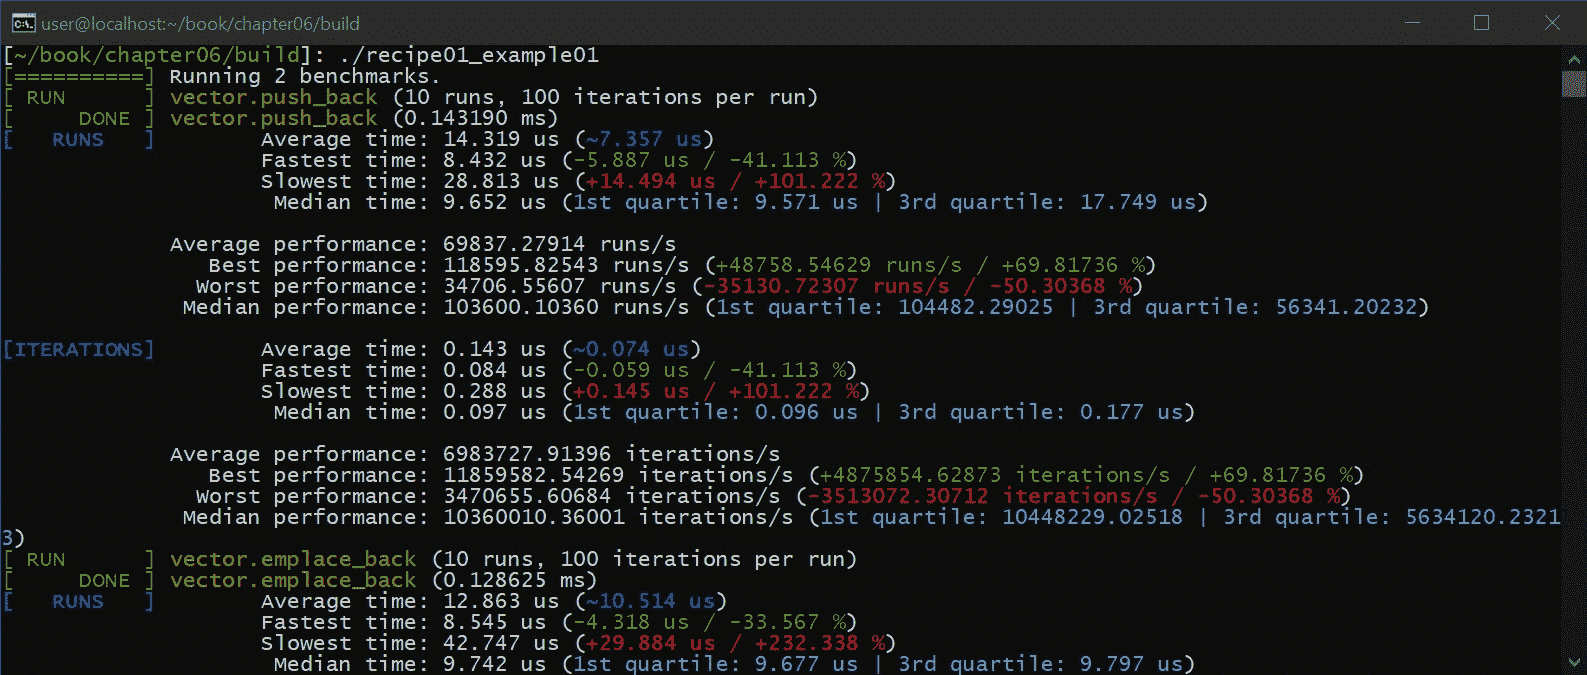 user@localhost:~/book/chapter06/build
[~/book/chapter06/build]: ./recipe01_example01
[==========] Running 2 benchmarks.
[ RUN      ] vector.push_back (10 runs, 100 iterations per run)
[     DONE ] vector.push_back (0.143190 ms)
[   RUNS   ]        Average time: 14.319 us (~7.357 us)
                    Fastest time: 8.432 us (-5.887 us / -41.113 %)
                    Slowest time: 28.813 us (+14.494 us / +101.222 %)
                     Median time: 9.652 us (1st quartile: 9.571 us | 3rd quartile: 17.749 us)
             Average performance: 69837.27914 runs/s
                Best performance: 118595.82543 runs/s (+48758.54629 runs/s / +69.81736 %)
               Worst performance: 34706.55607 runs/s (-35130.72307 runs/s / -50.30368 %)
              Median performance: 103600.10360 runs/s (1st quartile: 104482.29025 | 3rd quartile: 56341.20232)
[ITERATIONS]        Average time: 0.143 us (~0.074 us)
                    Fastest time: 0.084 us (-0.059 us / -41.113 %)
                    Slowest time: 0.288 us (+0.145 us / +101.222 %)
                     Median time: 0.097 us (1st quartile: 0.096 us | 3rd quartile: 0.177 us)
             Average performance: 6983727.91396 iterations/s
                Best performance: 11859582.54269 iterations/s (+4875854.62873 iterations/s / +69.81736 %)
               Worst performance: 3470655.60684 iterations/s (-3513072.30712 iterations/s / -50.30368 %)
              Median performance: 10360010.36001 iterations/s (1st quartile: 10448229.02518 | 3rd quartile: 5634120.2321
3)
[ RUN      ] vector.emplace_back (10 runs, 100 iterations per run)
[     DONE ] vector.emplace_back (0.128625 ms)
[   RUNS   ]        Average time: 12.863 us (~10.514 us)
                    Fastest time: 8.545 us (-4.318 us / -33.567 %)
                    Slowest time: 42.747 us (+29.884 us / +232.338 %)
                     Median time: 9.742 us (1st quartile: 9.677 us | 3rd quartile: 9.797 us)